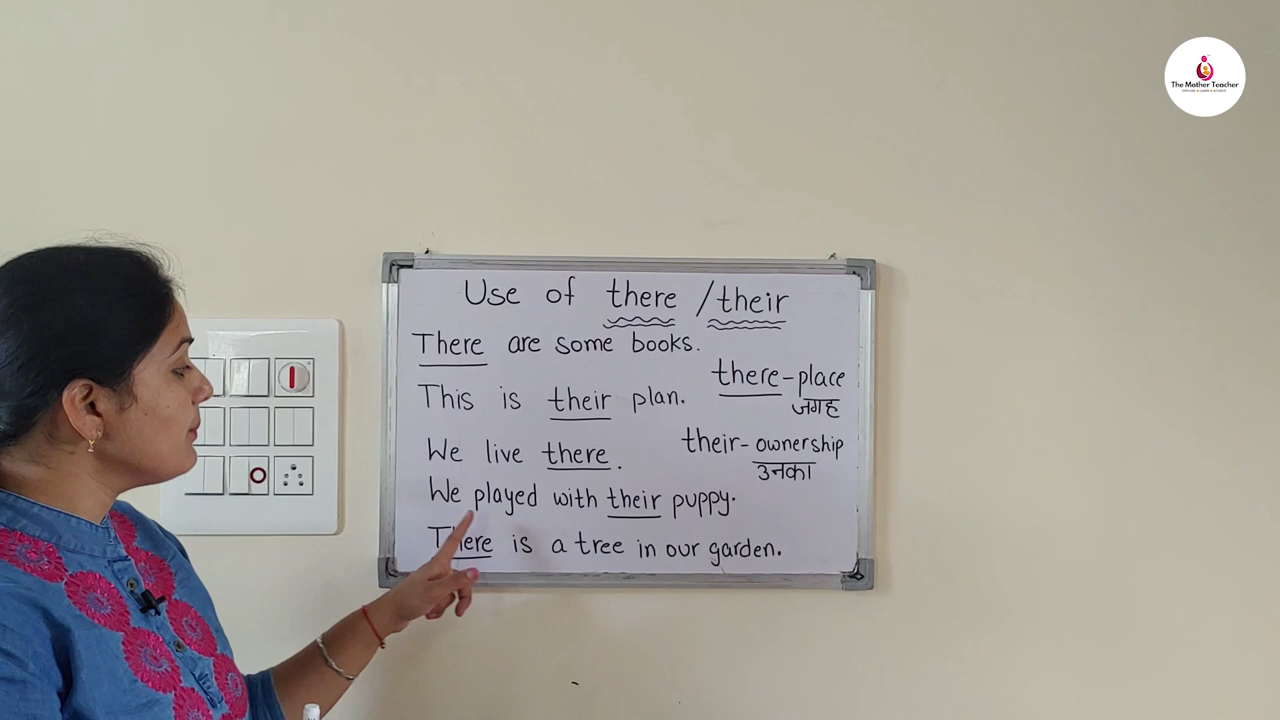 The Mother Teacher
Use of there / their
There are some books.
This is their plan.
there - place
जगह
We live there.
their - ownership
उनका
We played with their puppy.
There is a tree in our garden.